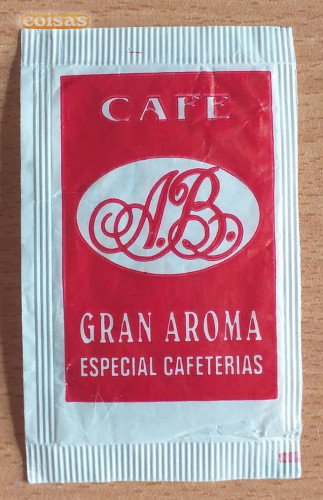 coisas
CAFE
A.B.
GRAN AROMA
ESPECIAL CAFETERIAS